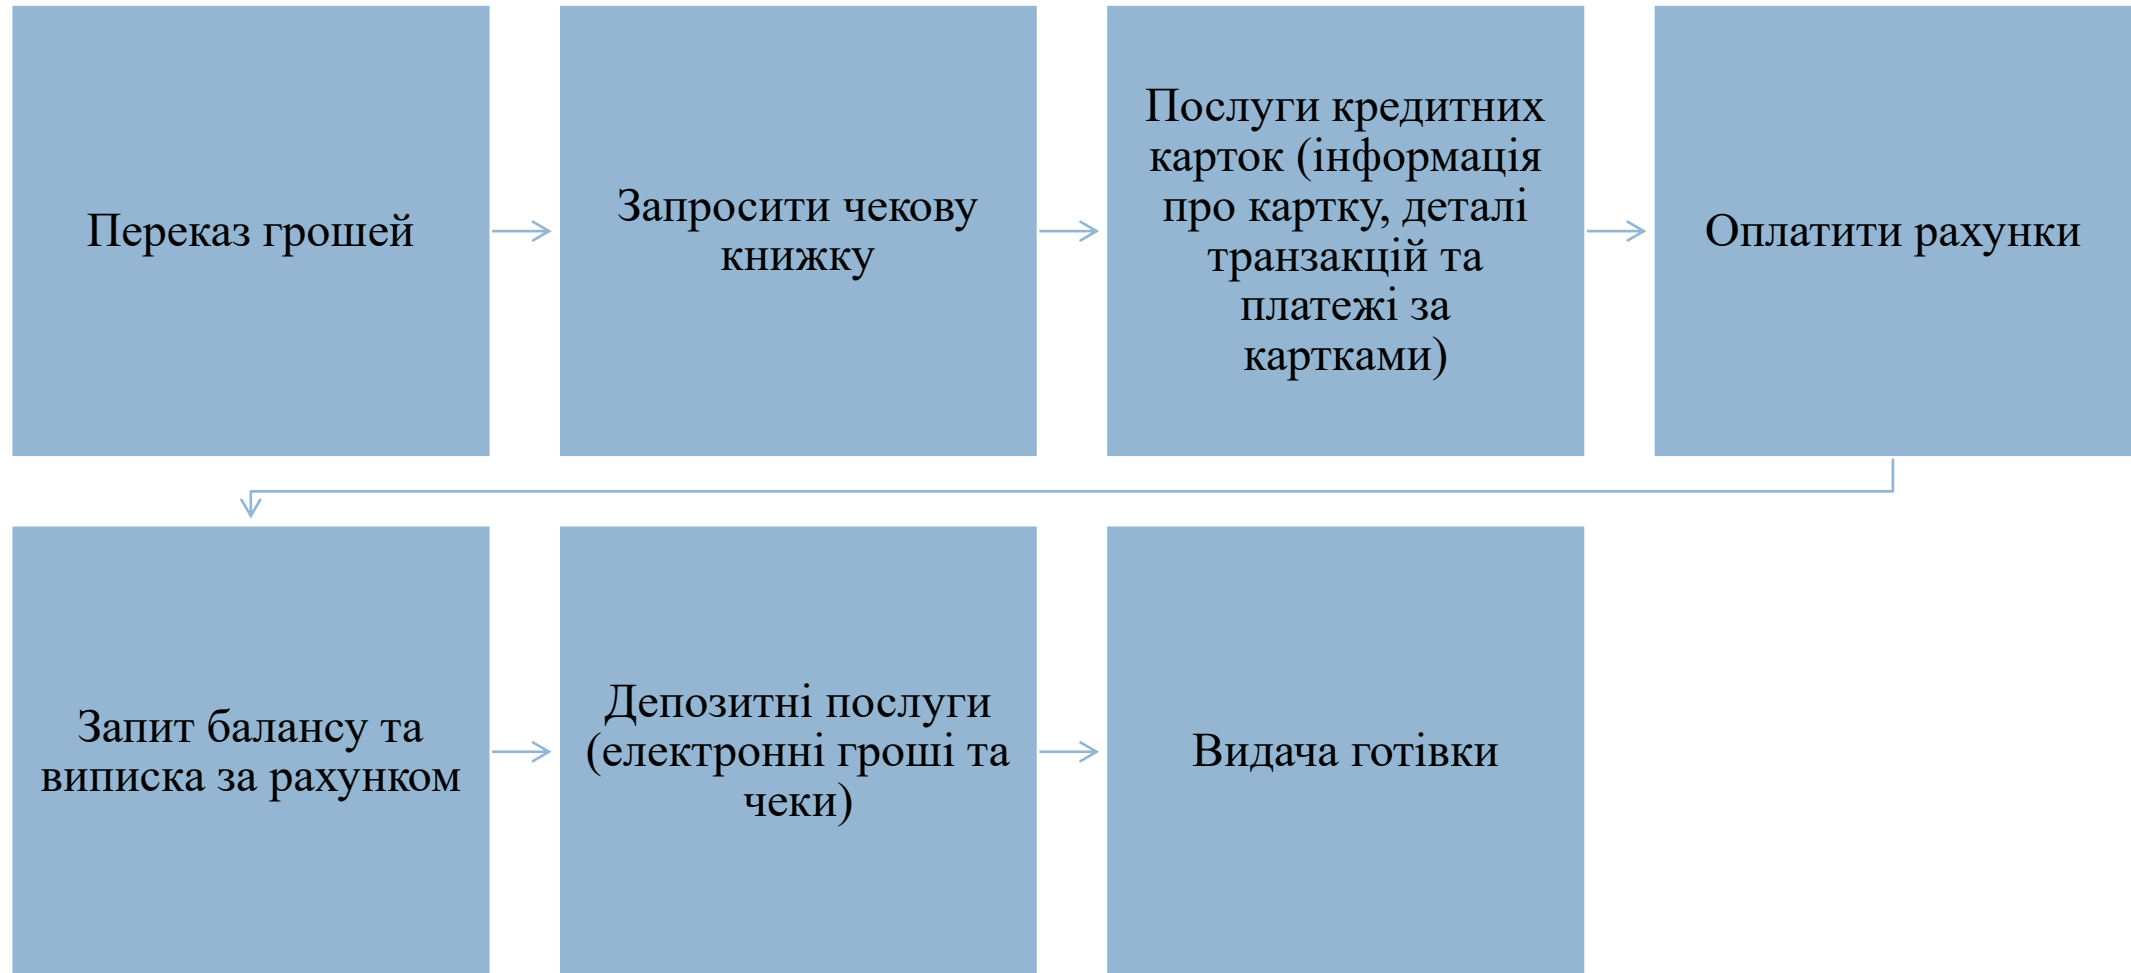 Переказ грошей
Запросити чекову
книжку
Послуги кредитних
карток (інформація
про картку, деталі
транзакцій та
платежі за
картками)
Оплатити рахунки
Запит балансу та
виписка за рахунком
Депозитні послуги
(електронні гроші та
чеки)
Видача готівки